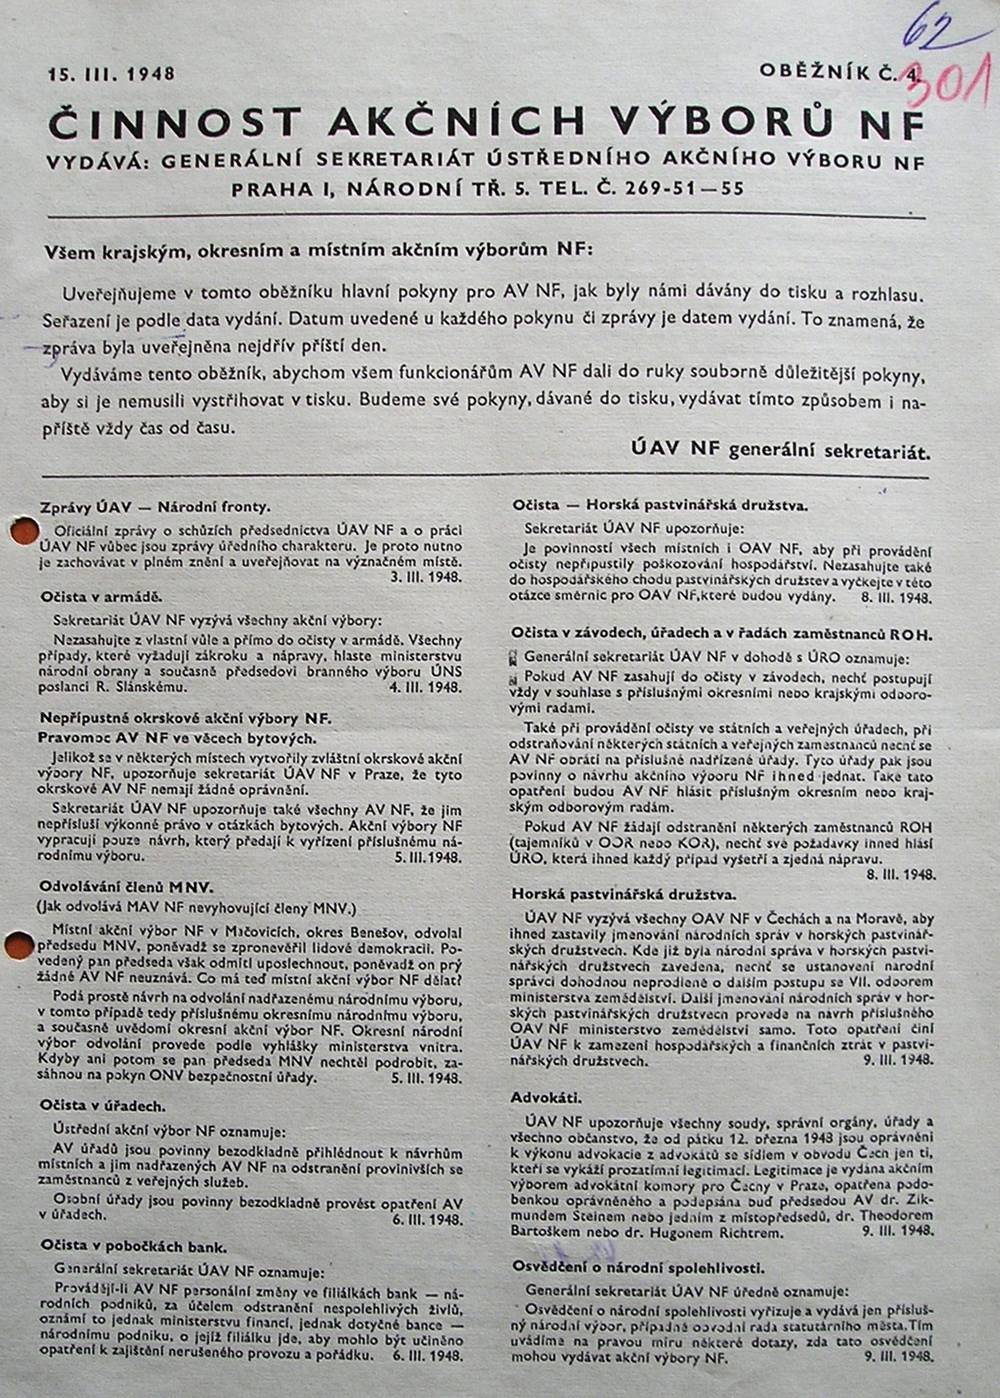 62
15. III. 1948
OBĚŽNÍK Č. 4.
301
ČINNOST AKČNÍCH VÝBORŮ NF
VYDÁVÁ: GENERÁLNÍ SEKRETARIÁT ÚSTŘEDNÍHO AKČNÍHO VÝBORU NF
PRAHA I, NÁRODNÍ TŘ. 5. TEL. Č. 269-51—55
Všem krajským, okresním a místním akčním výborům NF:
Uveřejňujeme v tomto oběžníku hlavní pokyny pro AV NF, jak byly námi dávány do tisku a rozhlasu.
Seřazení je podle data vydání. Datum uvedené u každého pokynu či zprávy je datem vydání. To znamená, že
zpráva byla uveřejněna nejdřív příští den.
Vydáváme tento oběžník, abychom všem funkcionářům AV NF dali do ruky souborně důležitější pokyny,
aby si je nemusili vystřihovat v tisku. Budeme své pokyny, dávané do tisku, vydávat tímto způsobem i na-
příště vždy čas od času.
ÚAV NF generální sekretariát.
Zprávy ÚAV — Národní fronty.
Oficiální zprávy o schůzích předsednictva ÚAV NF a o práci
ÚAV NF vůbec jsou zprávy úředního charakteru. Je proto nutno
je zachovávat v plném znění a uveřejňovat na význačném místě.
3. III. 1948.
Očista v armádě.
Sekretariát ÚAV NF vyzývá všechny akční výbory:
Nezasahujte z vlastní vůle a přímo do očisty v armádě. Všechny
případy, které vyžadují zákroku a nápravy, hlaste ministerstvu
národní obrany a současně předsedovi branného výboru ÚNS
poslanci R. Slánskému. 4. III. 1948.
Nepřípustné okrskové akční výbory NF.
Pravomoc AV NF ve věcech bytových.
Jelikož se v některých místech vytvořily zvláštní okrskové akční
výbory NF, upozorňuje sekretariát ÚAV NF v Praze, že tyto
okrskové AV NF nemají žádné oprávnění.
Sekretariát ÚAV NF upozorňuje také všechny AV NF, že jim
nepřísluší výkonné právo v otázkách bytových. Akční výbory NF
vypracují pouze návrh, který předají k vyřízení příslušnému ná-
rodnímu výboru. 5. III. 1948.
Odvolávání členů MNV.
(Jak odvolává MAV NF nevyhovující členy MNV.)
Místní akční výbor NF v Mačovicích, okres Benešov, odvolal
předsedu MNV, poněvadž se zpronevěřil lidové demokracii. Po-
vedený pan předseda však odmítl uposlechnout, poněvadž on prý
žádné AV NF neuznává. Co má teď místní akční výbor NF dělat?
Podá prostě návrh na odvolání nadřazenému národnímu výboru,
v tomto případě tedy příslušnému okresnímu národnímu výboru,
a současně uvědomí okresní akční výbor NF. Okresní národní
výbor odvolání provede podle vyhlášky ministerstva vnitra.
Kdyby ani potom se pan předseda MNV nechtěl podrobit, za-
sáhnou na pokyn ONV bezpečnostní úřady. 5. III. 1948.
Očista v úřadech.
Ústřední akční výbor NF oznamuje:
AV úřadů jsou povinny bezodkladně přihlédnout k návrhům
místních a jim nadřazených AV NF na odstranění provinivších se
zaměstnanců z veřejných služeb.
Osobní úřady jsou povinny bezodkladně provést opatření AV
v úřadech. 6. III. 1948.
Očista v pobočkách bank.
Generální sekretariát ÚAV NF oznamuje:
Provádějí-li AV NF personální změny ve filiálkách bank — ná-
rodních podniků, za účelem odstranění nespolehlivých živlů,
oznámí to jednak ministerstvu financí, jednak dotyčné bance —
národnímu podniku, o jejíž filiálku jde, aby mohlo být učiněno
opatření k zajištění nerušeného provozu a pořádku. 6. III. 1948.
Očista — Horská pastvinářská družstva.
Sekretariát ÚAV NF upozorňuje:
Je povinností všech místních i OAV NF, aby při provádění
očisty nepřipustily poškozování hospodářství. Nezasahujte také
do hospodářského chodu pastvinářských družstev a vyčkejte v této
otázce směrnic pro OAV NF, které budou vydány. 8. III. 1948.
Očista v závodech, úřadech a v řadách zaměstnanců ROH.
Generální sekretariát ÚAV NF v dohodě s ÚRO oznamuje:
Pokud AV NF zasahují do očisty v závodech, nechť postupují
vždy v souhlase s příslušnými okresními nebo krajskými odboro-
vými radami.
Také při provádění očisty ve státních a veřejných úřadech, při
odstraňování některých státních a veřejných zaměstnanců nechť se
AV NF obrátí na příslušné nadřízené úřady. Tyto úřady pak jsou
povinny o návrhu akčního výboru NF ihned jednat. Také tato
opatření budou AV NF hlásit příslušným okresním nebo kraj-
ským odborovým radám.
Pokud AV NF žádají odstranění některých zaměstnanců ROH
(tajemníků v OOR nebo KOR), nechť své požadavky ihned hlásí
ÚRO, která ihned každý případ vyšetří a zjedná nápravu.
8. III. 1948.
Horská pastvinářská družstva.
ÚAV NF vyzývá všechny OAV NF v Čechách a na Moravě, aby
ihned zastavily jmenování národních správ v horských pastvinář-
ských družstvech. Kde již byla národní správa v horských pastvi-
nářských družstvech zavedena, nechť se ustanovení národní
správci dohodnou neprodleně o dalším postupu se VII. odborem
ministerstva zemědělství. Další jmenování národních správ v hor-
ských pastvinářských družstvech provede na návrh příslušného
OAV NF ministerstvo zemědělství samo. Toto opatření činí
ÚAV NF k zamezení hospodářských a finančních ztrát v pastvi-
nářských družstvech. 9. III. 1948.
Advokáti.
ÚAV NF upozorňuje všechny soudy, správní orgány, úřady a
všechno občanstvo, že od pátku 12. března 1948 jsou oprávněni
k výkonu advokacie z advokátů se sídlem v obvodu Čech jen ti,
kteří se vykáží prozatímní legitimací. Legitimace je vydána akčním
výborem advokátní komory pro Čechy v Praze, opatřena podo-
benkou oprávněného a podepsána buď předsedou AV dr. Zik-
mundem Steinem nebo jedním z místopředsedů, dr. Theodorem
Bartoškem nebo dr. Hugonem Richtrem. 9. III. 1948.
Osvědčení o národní spolehlivosti.
Generální sekretariát ÚAV NF úředně oznamuje:
Osvědčení o národní spolehlivosti vyřizuje a vydává jen přísluš-
ný národní výbor, případně obvodní rada statutárního města. Tím
uvádíme na pravou míru některé dotazy, zda tato osvědčení
mohou vydávat akční výbory NF. 9. III. 1948.